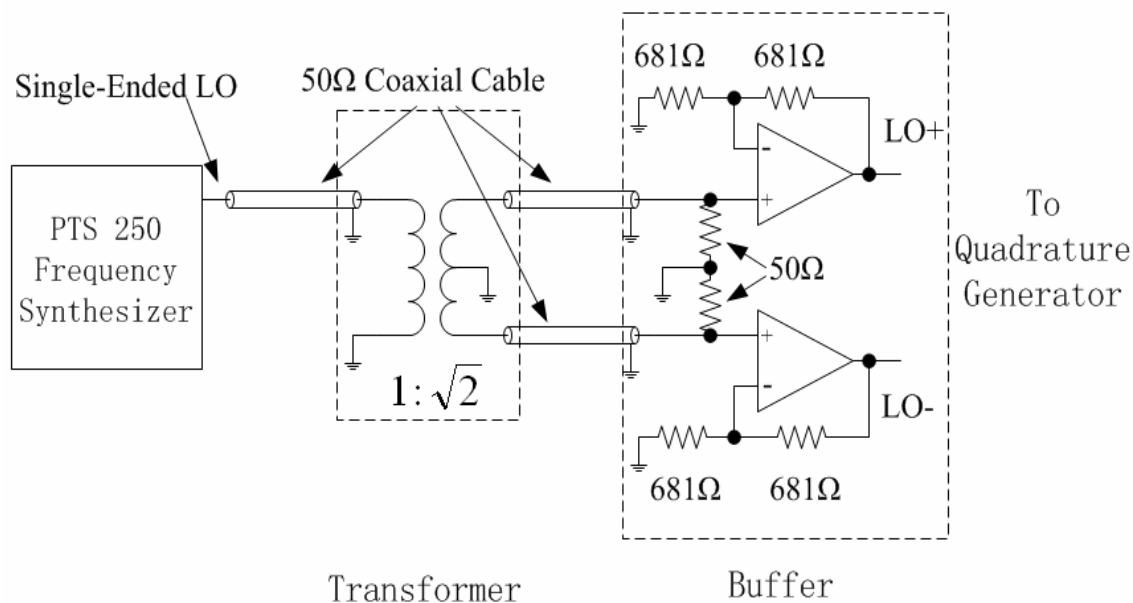 681Ω 681Ω
Single-Ended LO
50Ω Coaxial Cable
LO+
-
+
PTS 250
Frequency
Synthesizer
50Ω
To
Quadrature
Generator
+
-
1:√2
LO-
681Ω 681Ω
Transformer
Buffer